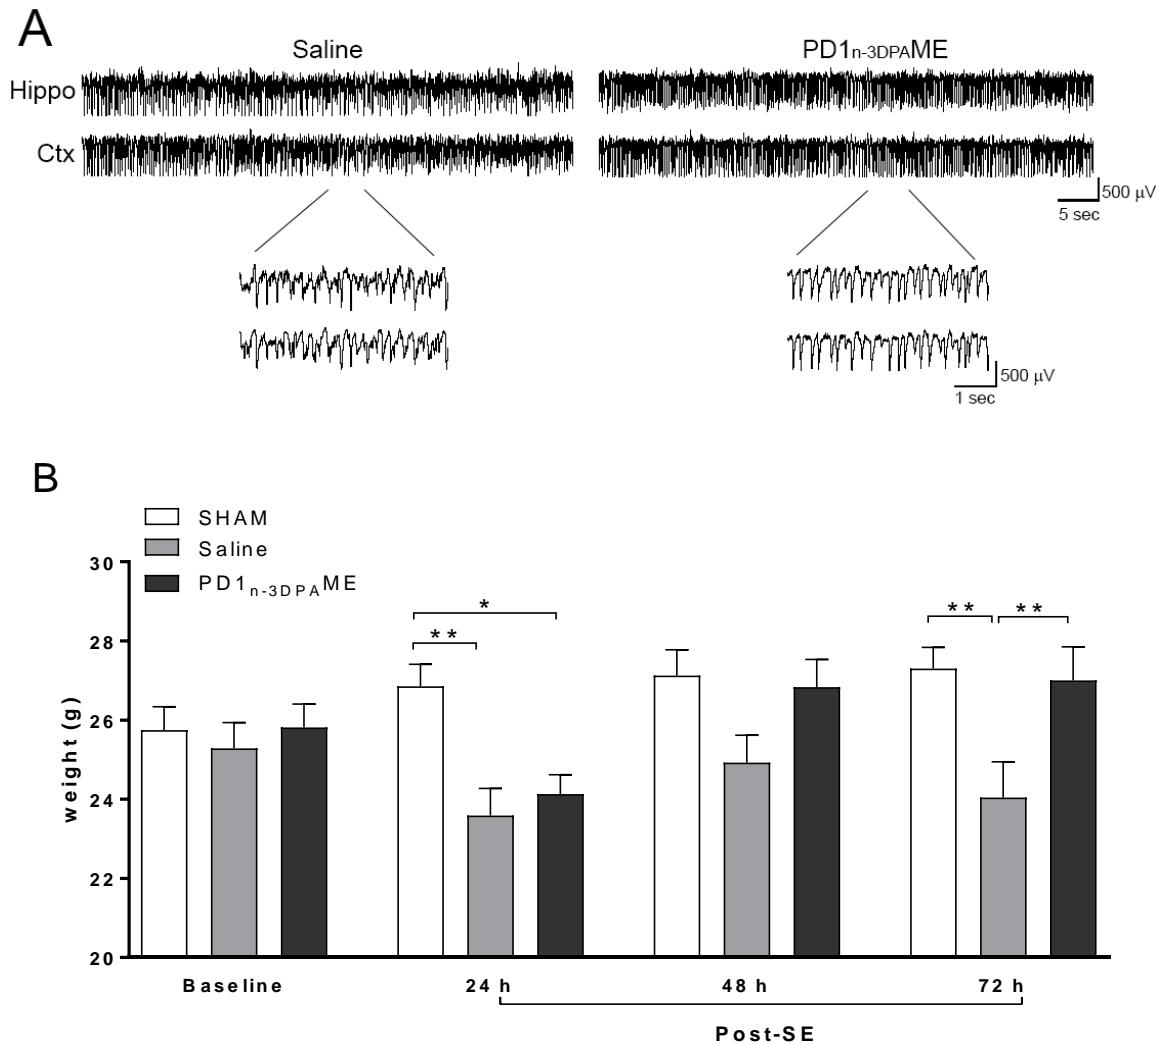 A
Saline
PD1n-3DPAME
Hippo
Ctx
500 μV
5 sec
500 μV
1 sec
B
SHAM
Saline
PD1n-3DPAME
30
28
26
24
22
20
weight (g)
*
**
** **
Baseline 24 h 48 h 72 h
Post-SE